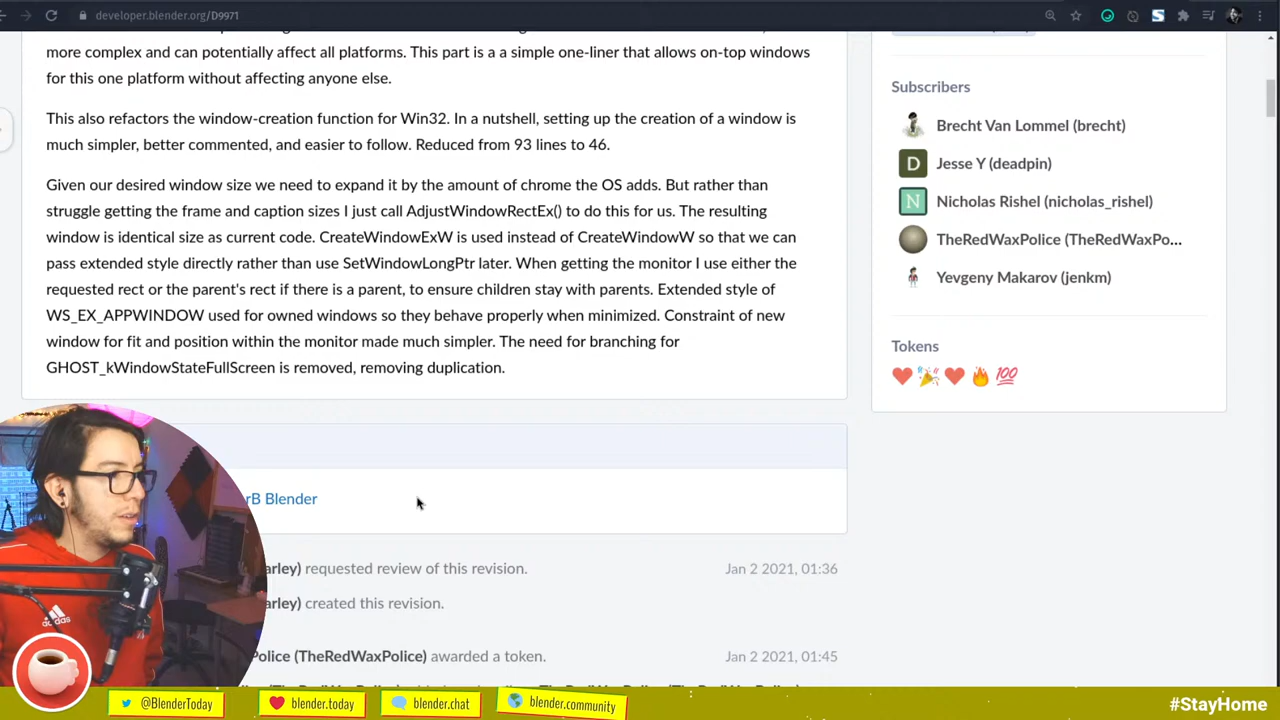 developer.blender.org/D9971
more complex and can potentially affect all platforms. This part is a a simple one-liner that allows on-top windows
for this one platform without affecting anyone else.
This also refactors the window-creation function for Win32. In a nutshell, setting up the creation of a window is
much simpler, better commented, and easier to follow. Reduced from 93 lines to 46.
Given our desired window size we need to expand it by the amount of chrome the OS adds. But rather than
struggle getting the frame and caption sizes I just call AdjustWindowRectEx() to do this for us. The resulting
window is identical size as current code. CreateWindowExW is used instead of CreateWindowW so that we can
pass extended style directly rather than use SetWindowLongPtr later. When getting the monitor I use either the
requested rect or the parent's rect if there is a parent, to ensure children stay with parents. Extended style of
WS_EX_APPWINDOW used for owned windows so they behave properly when minimized. Constraint of new
window for fit and position within the monitor made much simpler. The need for branching for
GHOST_kWindowStateFullScreen is removed, removing duplication.
Subscribers
Brecht Van Lommel (brecht)
D Jesse Y (deadpin)
N Nicholas Rishel (nicholas_rishel)
TheRedWaxPolice (TheRedWaxPo...
Yevgeny Makarov (jenkm)
Tokens
100
rB Blender
arley) requested review of this revision. Jan 2 2021, 01:36
arley) created this revision.
Police (TheRedWaxPolice) awarded a token. Jan 2 2021, 01:45
adidas
@BlenderToday
blender.today
blender.chat
blender.community
#StayHome